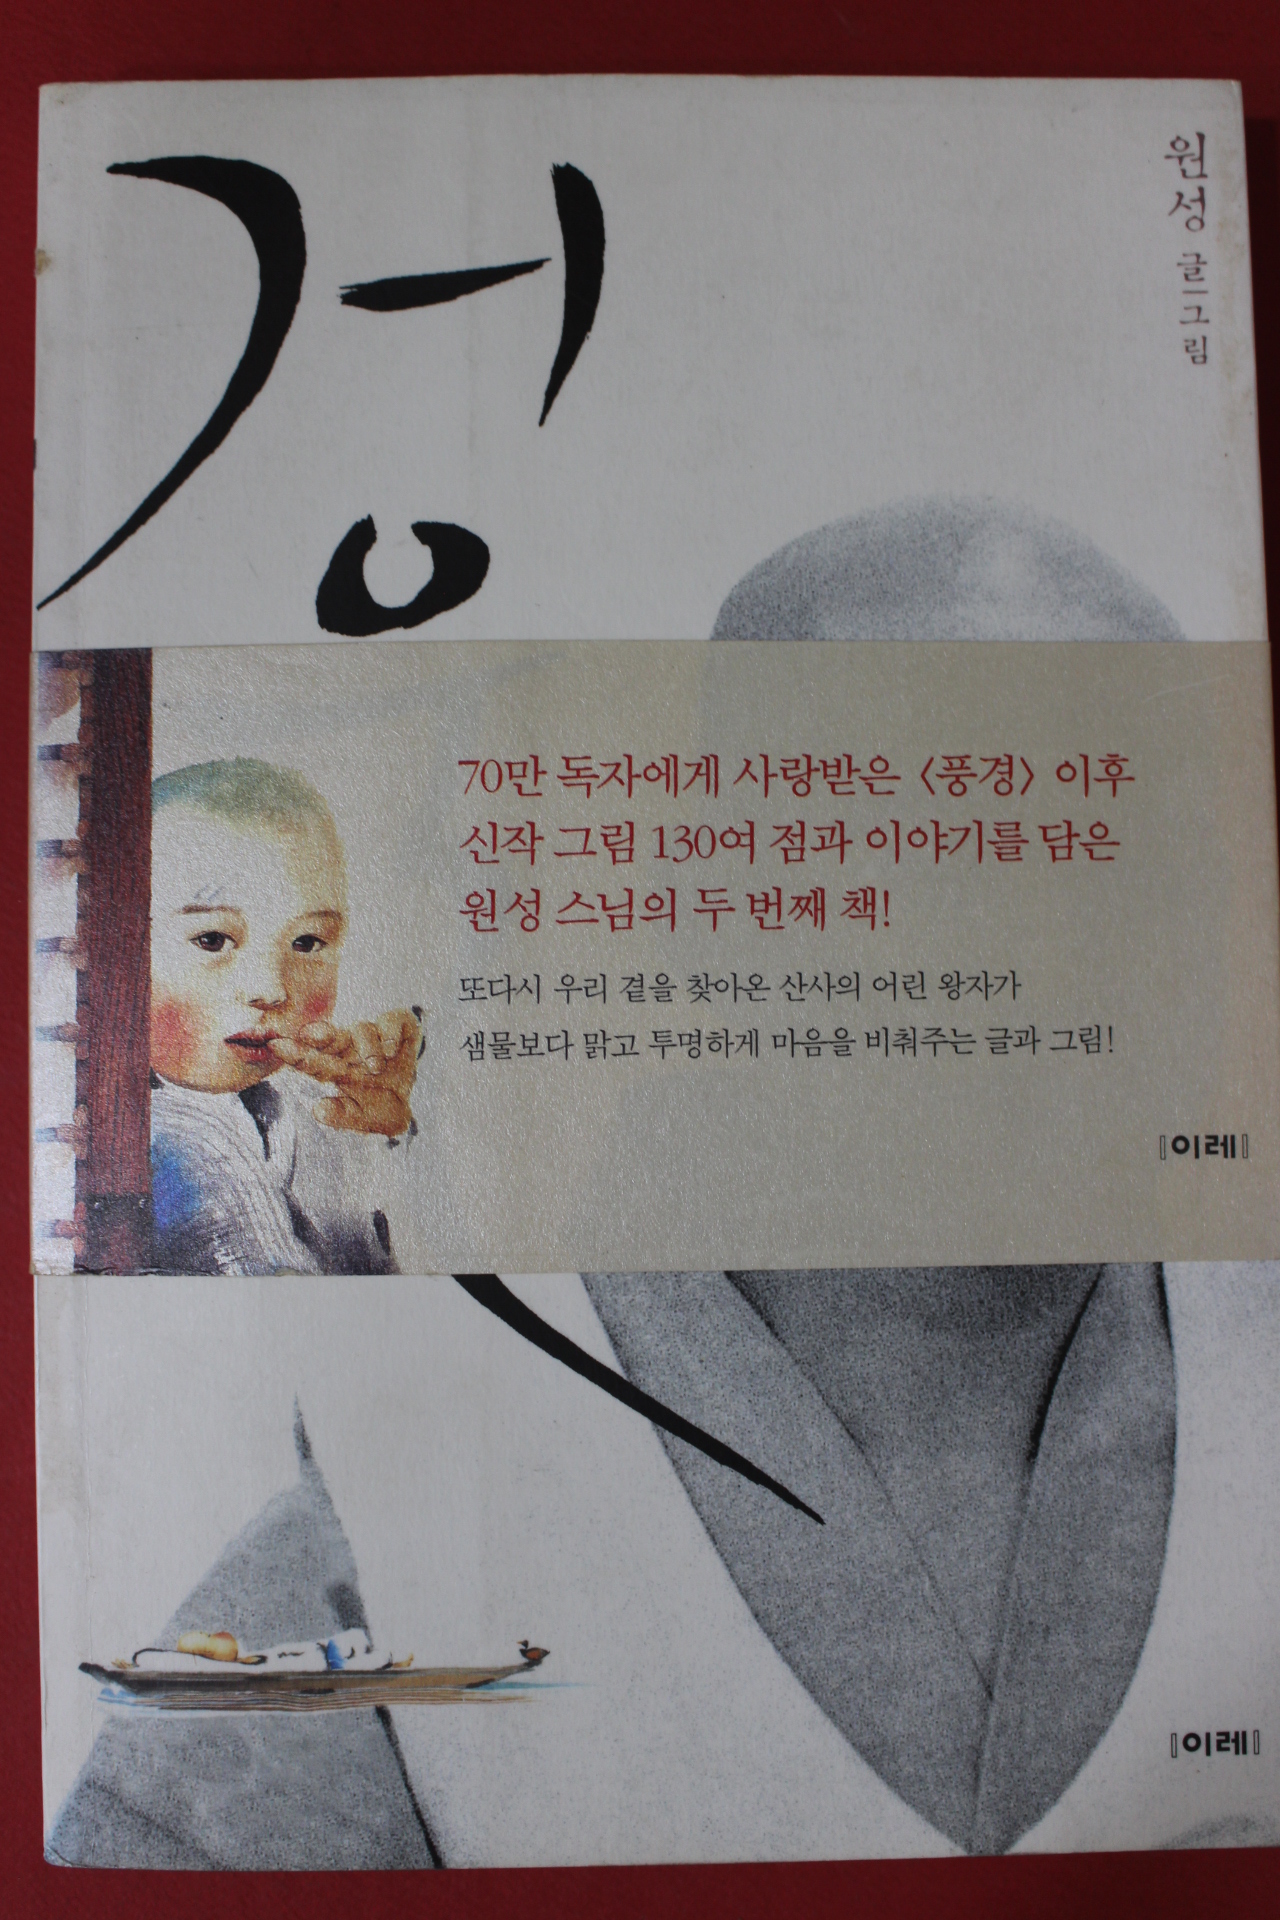 거
원성 글|그림
70만 독자에게 사랑받은 〈풍경〉 이후
신작 그림 130여 점과 이야기를 담은
원성 스님의 두 번째 책!
또다시 우리 곁을 찾아온 산사의 어린 왕자가
샘물보다 맑고 투명하게 마음을 비춰주는 글과 그림!
이레
이레